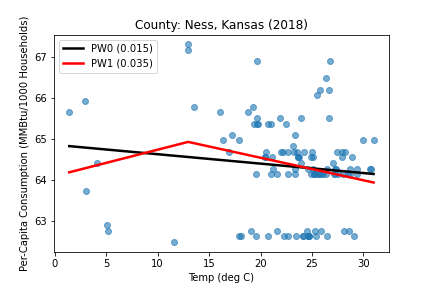 County: Ness, Kansas (2018)
PW0 (0.015)
PW1 (0.035)
Per-Capita Consumption (MMBtu/1000 Households)
67
66
65
64
63
0 5 10 15 20 25 30
Temp (deg C)